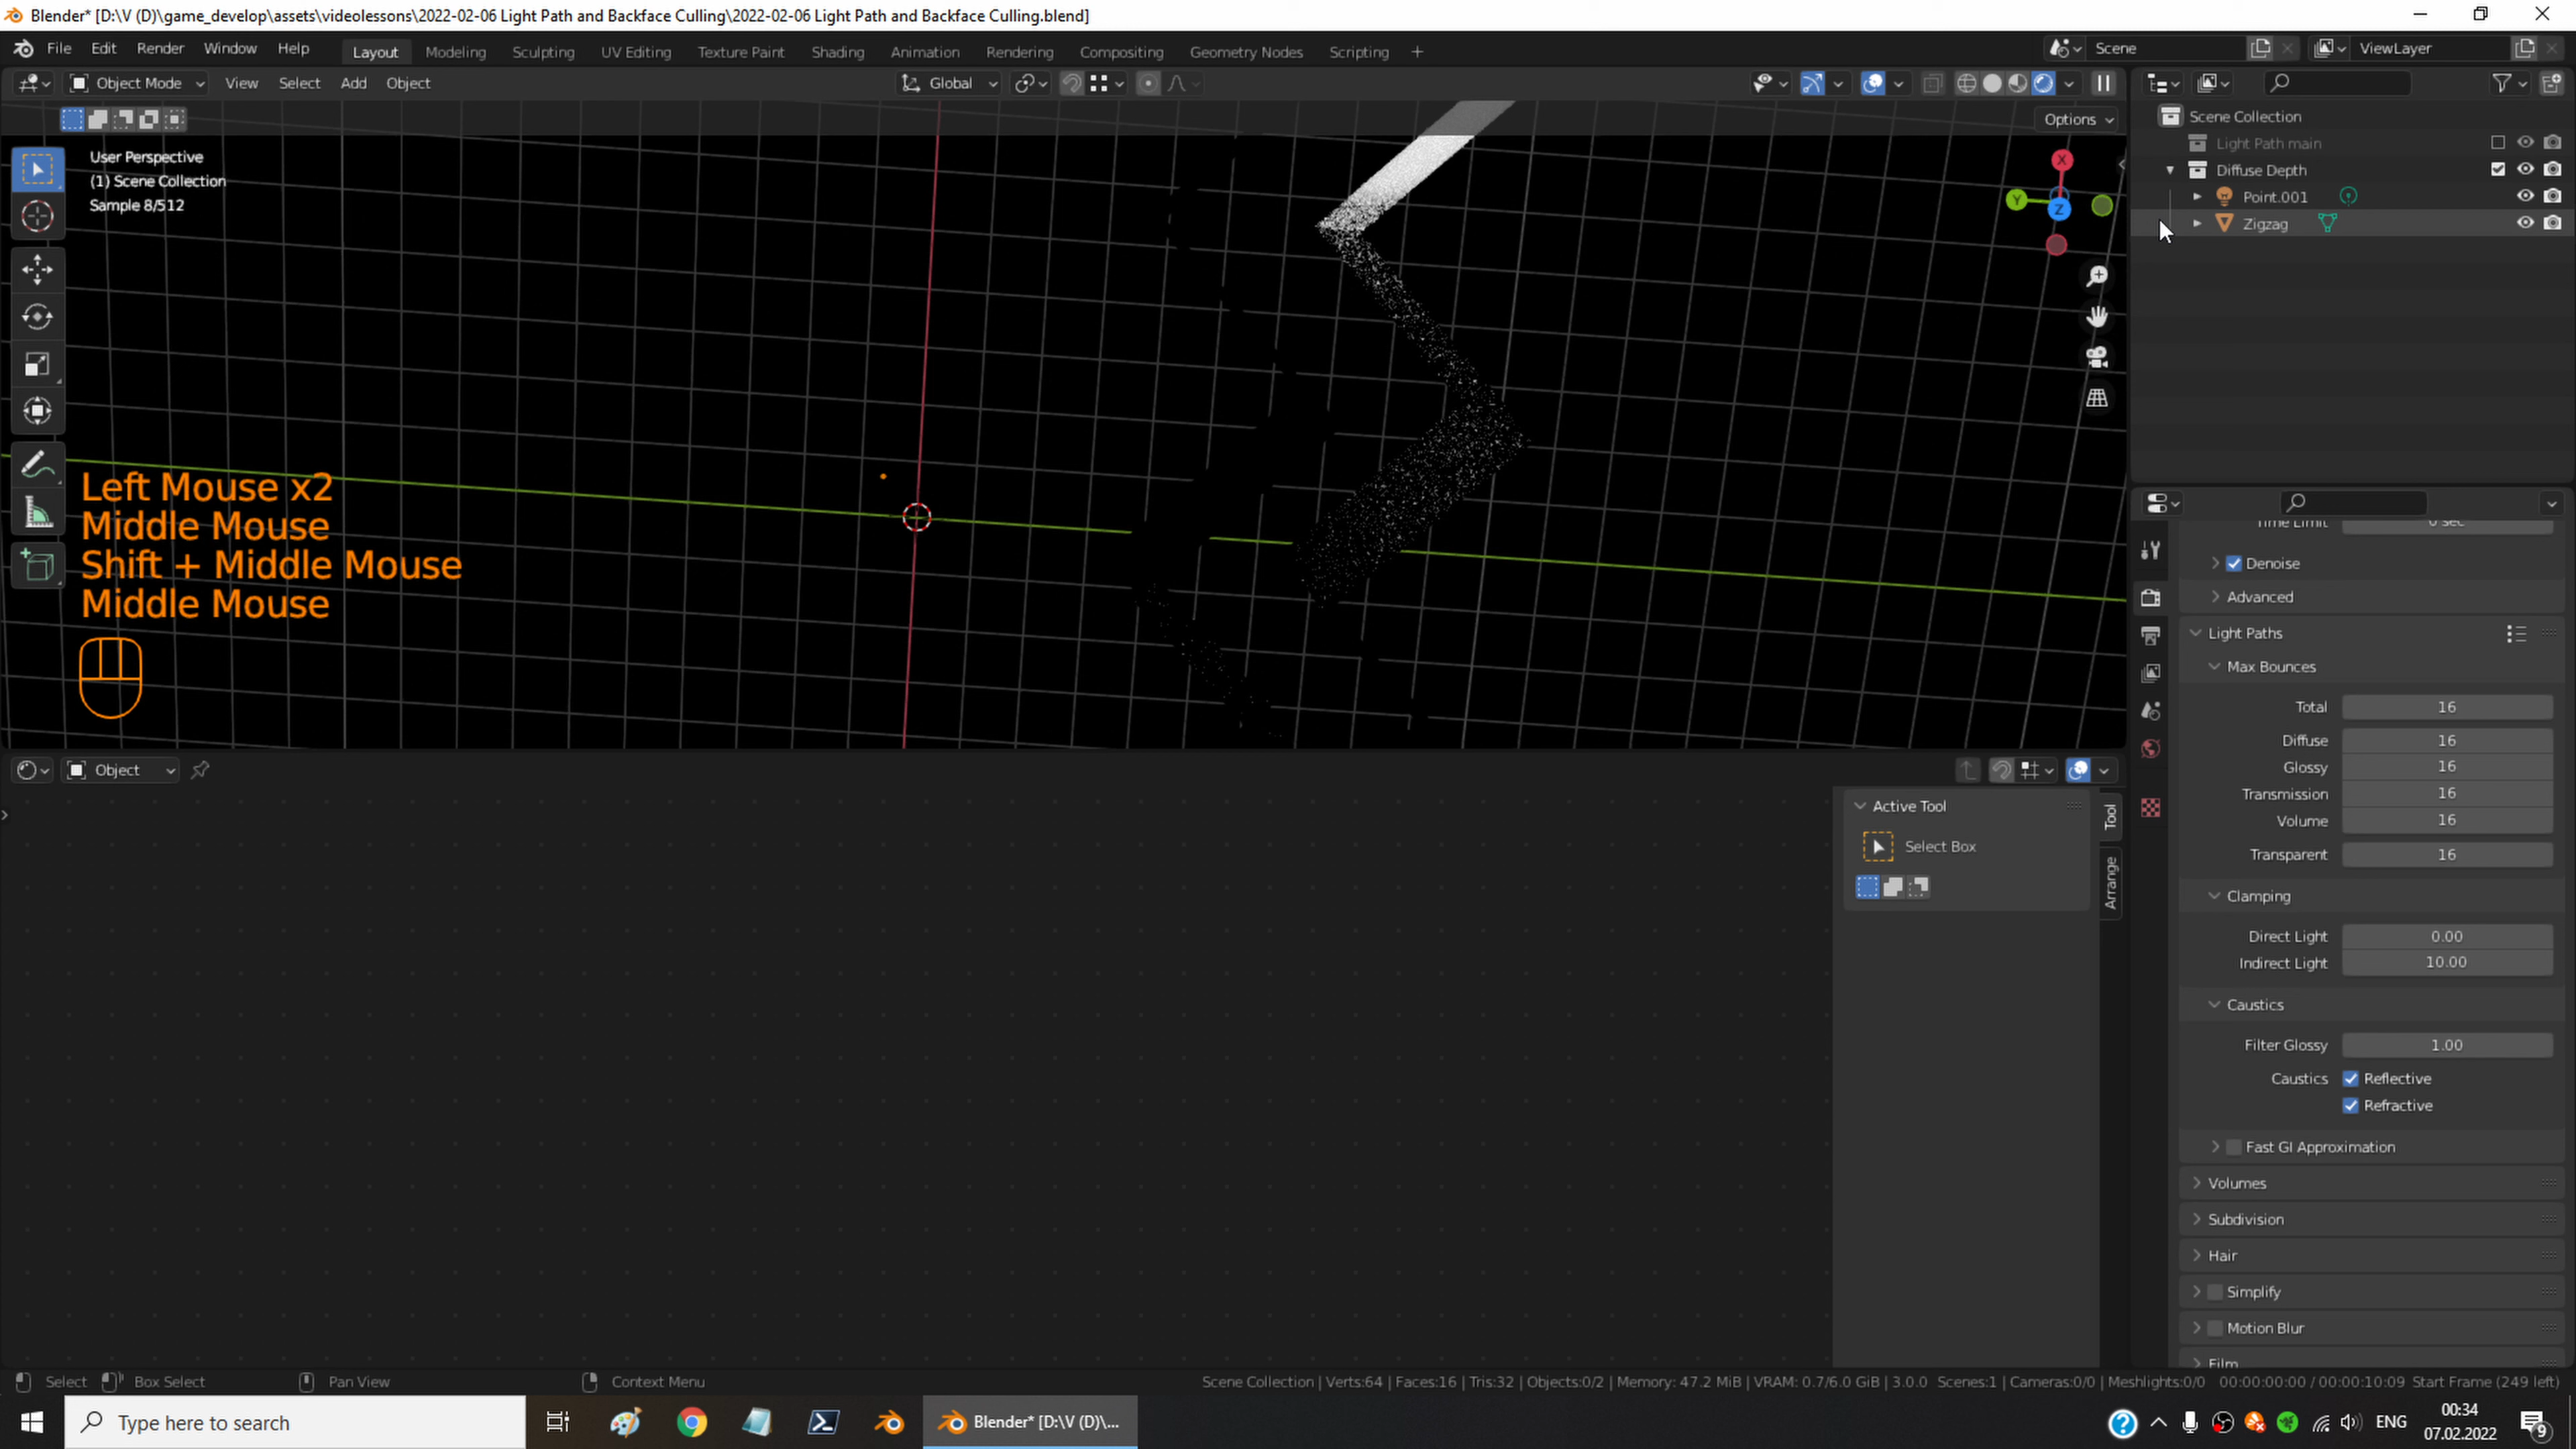 Blender* [D:\V (D)\game_develop\assets\videolessons\2022-02-06 Light Path and Backface Culling\2022-02-06 Light Path and Backface Culling.blend]
File Edit Render Window Help Layout Modeling Sculpting UV Editing Texture Paint Shading Animation Rendering Compositing Geometry Nodes Scripting + Scene ViewLayer
Object Mode View Select Add Object Global
Options
User Perspective
(1) Scene Collection
Sample 8/512
X
Y
Z
Left Mouse x2
Middle Mouse
Shift + Middle Mouse
Middle Mouse
Scene Collection
Light Path main
Diffuse Depth
Point.001
Zigzag
Time Limit 0 sec
Denoise
Advanced
Light Paths
Max Bounces
Total 16
Diffuse 16
Glossy 16
Transmission 16
Volume 16
Transparent 16
Clamping
Direct Light 0.00
Indirect Light 10.00
Caustics
Filter Glossy 1.00
Caustics Reflective
Refractive
Fast GI Approximation
Volumes
Subdivision
Hair
Simplify
Motion Blur
Film
Object
Active Tool
Select Box
Tool
Arrange
Select Box Select Pan View Context Menu
Scene Collection | Verts:64 | Faces:16 | Tris:32 | Objects:0/2 | Memory: 47.2 MiB | VRAM: 0.7/6.0 GiB | 3.0.0 Scenes:1 | Cameras:0/0 | Meshlights:0/0 00:00:00:00 / 00:00:10:09 Start Frame (249 left)
Type here to search
Blender* [D:\V (D)\...
ENG
00:34
07.02.2022
9